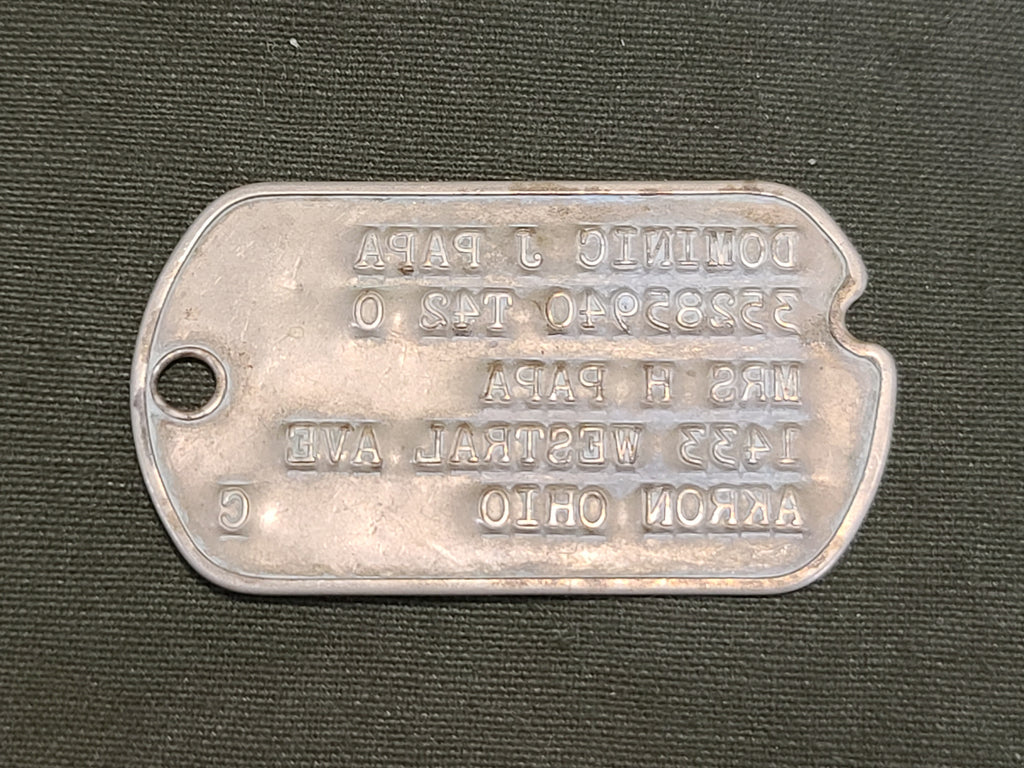 DOMINIC J PAPA
35285940 T42 O
MRS H PAPA
1433 WESTRAL AVE
AKRON OHIO C